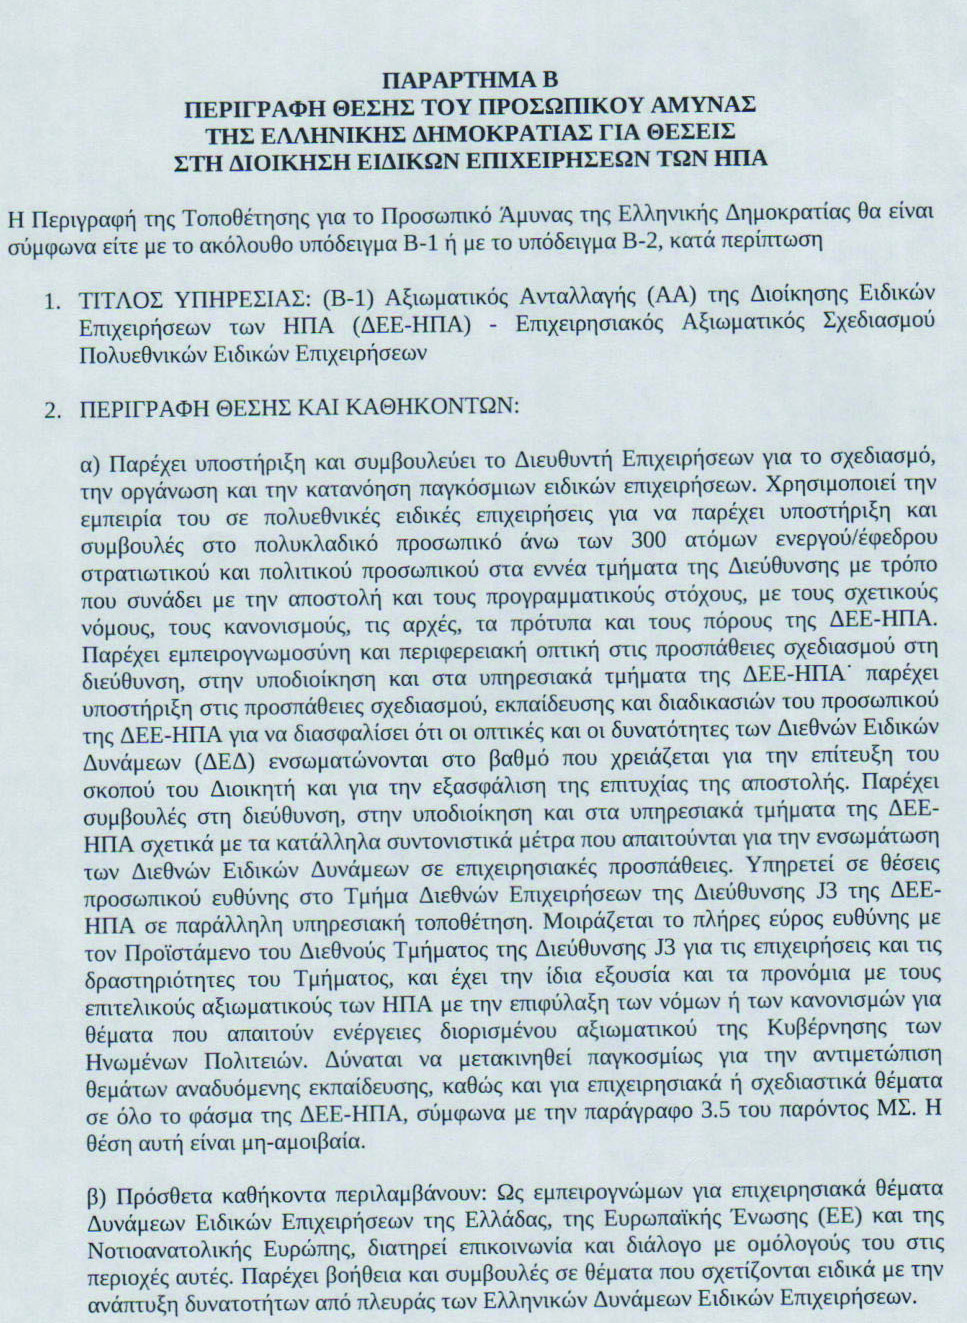 ΠΑΡΑΡΤΗΜΑ Β
ΠΕΡΙΓΡΑΦΗ ΘΕΣΗΣ ΤΟΥ ΠΡΟΣΩΠΙΚΟΥ ΑΜΥΝΑΣ
ΤΗΣ ΕΛΛΗΝΙΚΗΣ ΔΗΜΟΚΡΑΤΙΑΣ ΓΙΑ ΘΕΣΕΙΣ
ΣΤΗ ΔΙΟΙΚΗΣΗ ΕΙΔΙΚΩΝ ΕΠΙΧΕΙΡΗΣΕΩΝ ΤΩΝ ΗΠΑ
Η Περιγραφή της Τοποθέτησης για το Προσωπικό Άμυνας της Ελληνικής Δημοκρατίας θα είναι
σύμφωνα είτε με το ακόλουθο υπόδειγμα Β-1 ή με το υπόδειγμα Β-2, κατά περίπτωση
1. ΤΙΤΛΟΣ ΥΠΗΡΕΣΙΑΣ: (Β-1) Αξιωματικός Ανταλλαγής (ΑΑ) της Διοίκησης Ειδικών
Επιχειρήσεων των ΗΠΑ (ΔΕΕ-ΗΠΑ) - Επιχειρησιακός Αξιωματικός Σχεδιασμού
Πολυεθνικών Ειδικών Επιχειρήσεων
2. ΠΕΡΙΓΡΑΦΗ ΘΕΣΗΣ ΚΑΙ ΚΑΘΗΚΟΝΤΩΝ:
α) Παρέχει υποστήριξη και συμβουλεύει το Διευθυντή Επιχειρήσεων για το σχεδιασμό,
την οργάνωση και την κατανόηση παγκόσμιων ειδικών επιχειρήσεων. Χρησιμοποιεί την
εμπειρία του σε πολυεθνικές ειδικές επιχειρήσεις για να παρέχει υποστήριξη και
συμβουλές στο πολυκλαδικό προσωπικό άνω των 300 ατόμων ενεργού/έφεδρου
στρατιωτικού και πολιτικού προσωπικού στα εννέα τμήματα της Διεύθυνσης με τρόπο
που συνάδει με την αποστολή και τους προγραμματικούς στόχους, με τους σχετικούς
νόμους, τους κανονισμούς, τις αρχές, τα πρότυπα και τους πόρους της ΔΕΕ-ΗΠΑ.
Παρέχει εμπειρογνωμοσύνη και περιφερειακή οπτική στις προσπάθειες σχεδιασμού στη
διεύθυνση, στην υποδιοίκηση και στα υπηρεσιακά τμήματα της ΔΕΕ-ΗΠΑ˙ παρέχει
υποστήριξη στις προσπάθειες σχεδιασμού, εκπαίδευσης και διαδικασιών του προσωπικού
της ΔΕΕ-ΗΠΑ για να διασφαλίσει ότι οι οπτικές και οι δυνατότητες των Διεθνών Ειδικών
Δυνάμεων (ΔΕΔ) ενσωματώνονται στο βαθμό που χρειάζεται για την επίτευξη του
σκοπού του Διοικητή και για την εξασφάλιση της επιτυχίας της αποστολής. Παρέχει
συμβουλές στη διεύθυνση, στην υποδιοίκηση και στα υπηρεσιακά τμήματα της ΔΕΕ-
ΗΠΑ σχετικά με τα κατάλληλα συντονιστικά μέτρα που απαιτούνται για την ενσωμάτωση
των Διεθνών Ειδικών Δυνάμεων σε επιχειρησιακές προσπάθειες. Υπηρετεί σε θέσεις
προσωπικού ευθύνης στο Τμήμα Διεθνών Επιχειρήσεων της Διεύθυνσης J3 της ΔΕΕ-
ΗΠΑ σε παράλληλη υπηρεσιακή τοποθέτηση. Μοιράζεται το πλήρες εύρος ευθύνης με
τον Προϊστάμενο του Διεθνούς Τμήματος της Διεύθυνσης J3 για τις επιχειρήσεις και τις
δραστηριότητες του Τμήματος, και έχει την ίδια εξουσία και τα προνόμια με τους
επιτελικούς αξιωματικούς των ΗΠΑ με την επιφύλαξη των νόμων ή των κανονισμών για
θέματα που απαιτούν ενέργειες διορισμένου αξιωματικού της Κυβέρνησης των
Ηνωμένων Πολιτειών. Δύναται να μετακινηθεί παγκοσμίως για την αντιμετώπιση
θεμάτων αναδυόμενης εκπαίδευσης, καθώς και για επιχειρησιακά ή σχεδιαστικά θέματα
σε όλο το φάσμα της ΔΕΕ-ΗΠΑ, σύμφωνα με την παράγραφο 3.5 του παρόντος ΜΣ. Η
θέση αυτή είναι μη-αμοιβαία.
β) Πρόσθετα καθήκοντα περιλαμβάνουν: Ως εμπειρογνώμων για επιχειρησιακά θέματα
Δυνάμεων Ειδικών Επιχειρήσεων της Ελλάδας, της Ευρωπαϊκής Ένωσης (ΕΕ) και της
Νοτιοανατολικής Ευρώπης, διατηρεί επικοινωνία και διάλογο με ομόλογούς του στις
περιοχές αυτές. Παρέχει βοήθεια και συμβουλές σε θέματα που σχετίζονται ειδικά με την
ανάπτυξη δυνατοτήτων από πλευράς των Ελληνικών Δυνάμεων Ειδικών Επιχειρήσεων.